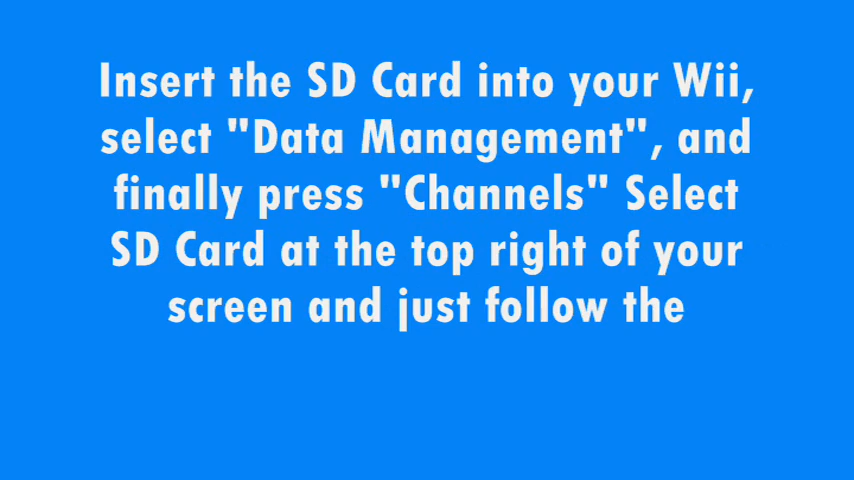 Insert the SD Card into your Wii,
select "Data Management", and
finally press "Channels" Select
SD Card at the top right of your
screen and just follow the